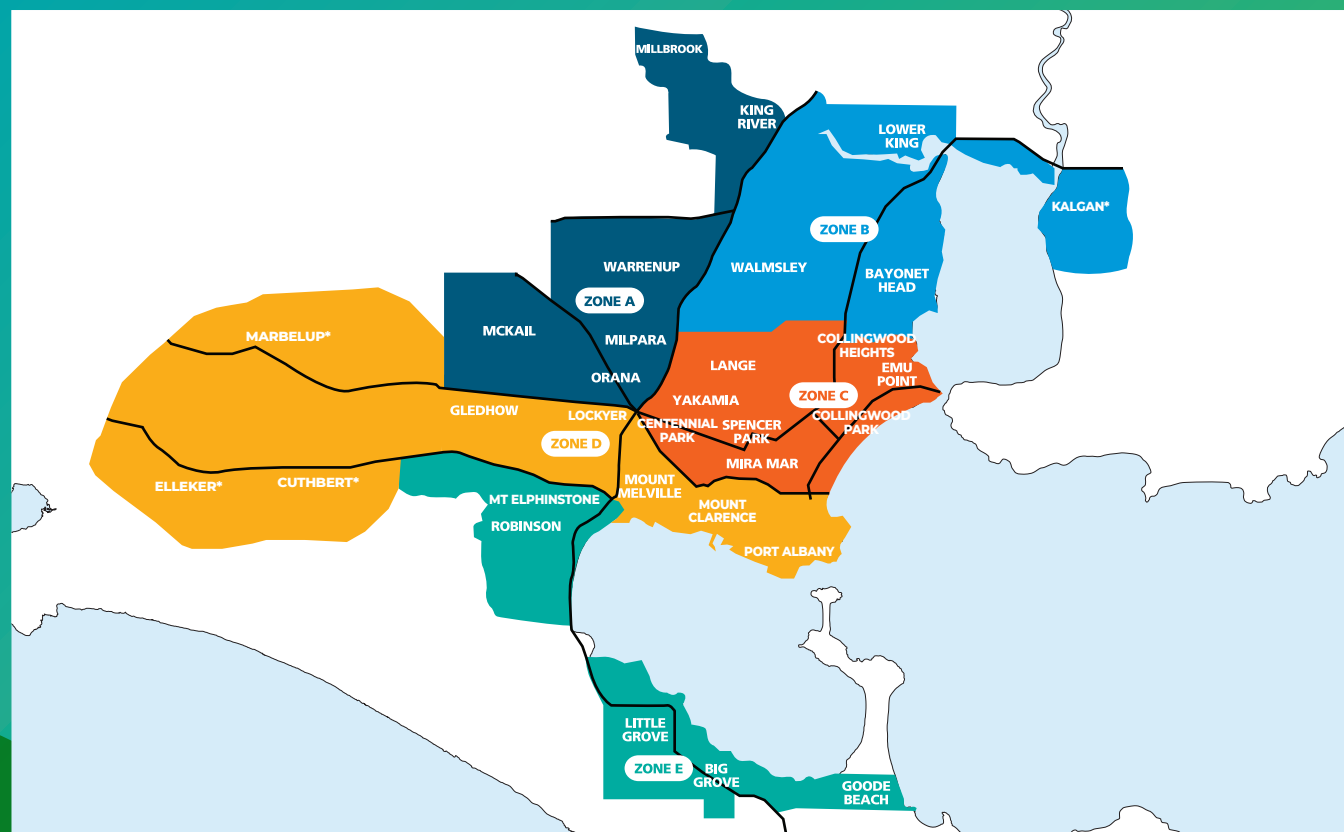 MILLBROOK
KING
RIVER
LOWER
KING
KALGAN*
ZONE B
WARRENUP
WALMSLEY
BAYONET
HEAD
ZONE A
MCKAIL
MARBELUP*
MILPARA
COLLINGWOOD
HEIGHTS
LANGE
EMU
POINT
ORANA
ZONE C
YAKAMIA
GLEDHOW
LOCKYER
COLLINGWOOD
PARK
CENTENNIAL
PARK
SPENCER
PARK
ZONE D
MIRA MAR
ELLEKER*
CUTHBERT*
MOUNT
MELVILLE
MT ELPHINSTONE
MOUNT
CLARENCE
ROBINSON
PORT ALBANY
LITTLE
GROVE
ZONE E
BIG
GROVE
GOODE
BEACH